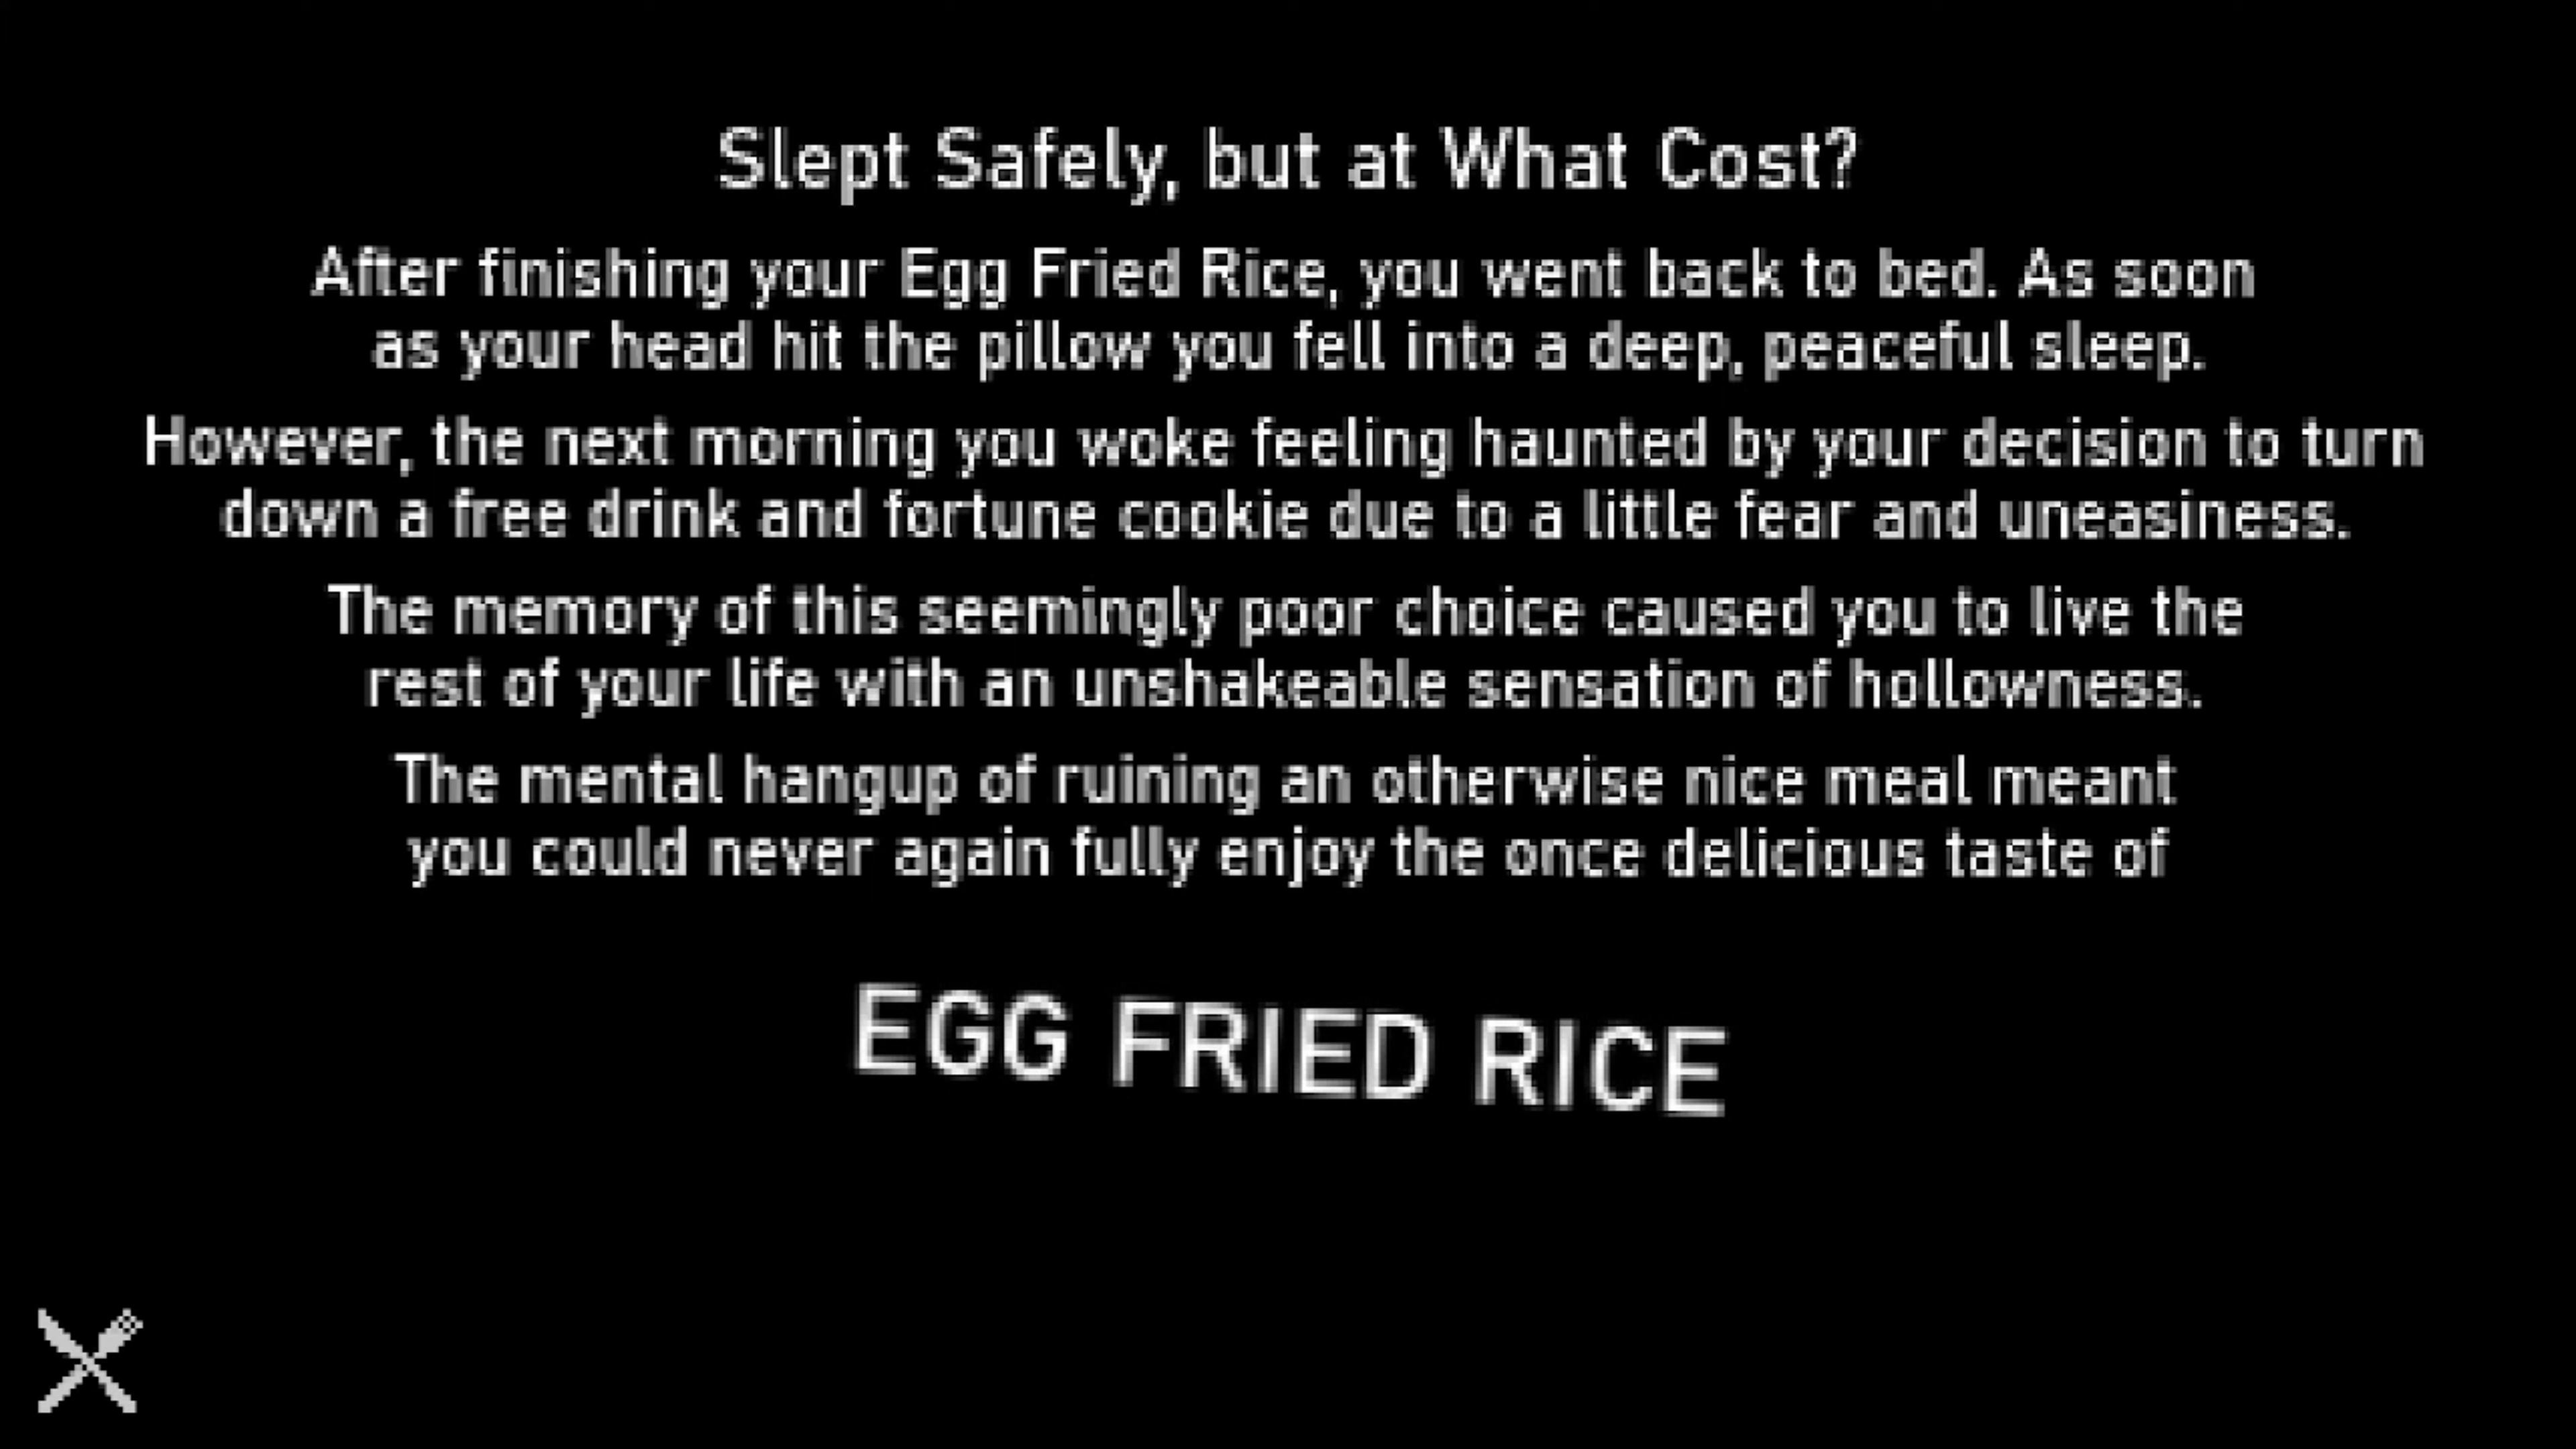 Slept Safely, but at What Cost?
After finishing your Egg Fried Rice, you went back to bed. As soon
as your head hit the pillow you fell into a deep, peaceful sleep.
However, the next morning you woke feeling haunted by your decision to turn
down a free drink and fortune cookie due to a little fear and uneasiness.
The memory of this seemingly poor choice caused you to live the
rest of your life with an unshakeable sensation of hollowness.
The mental hangup of ruining an otherwise nice meal meant
you could never again fully enjoy the once delicious taste of
EGG FRIED RICE